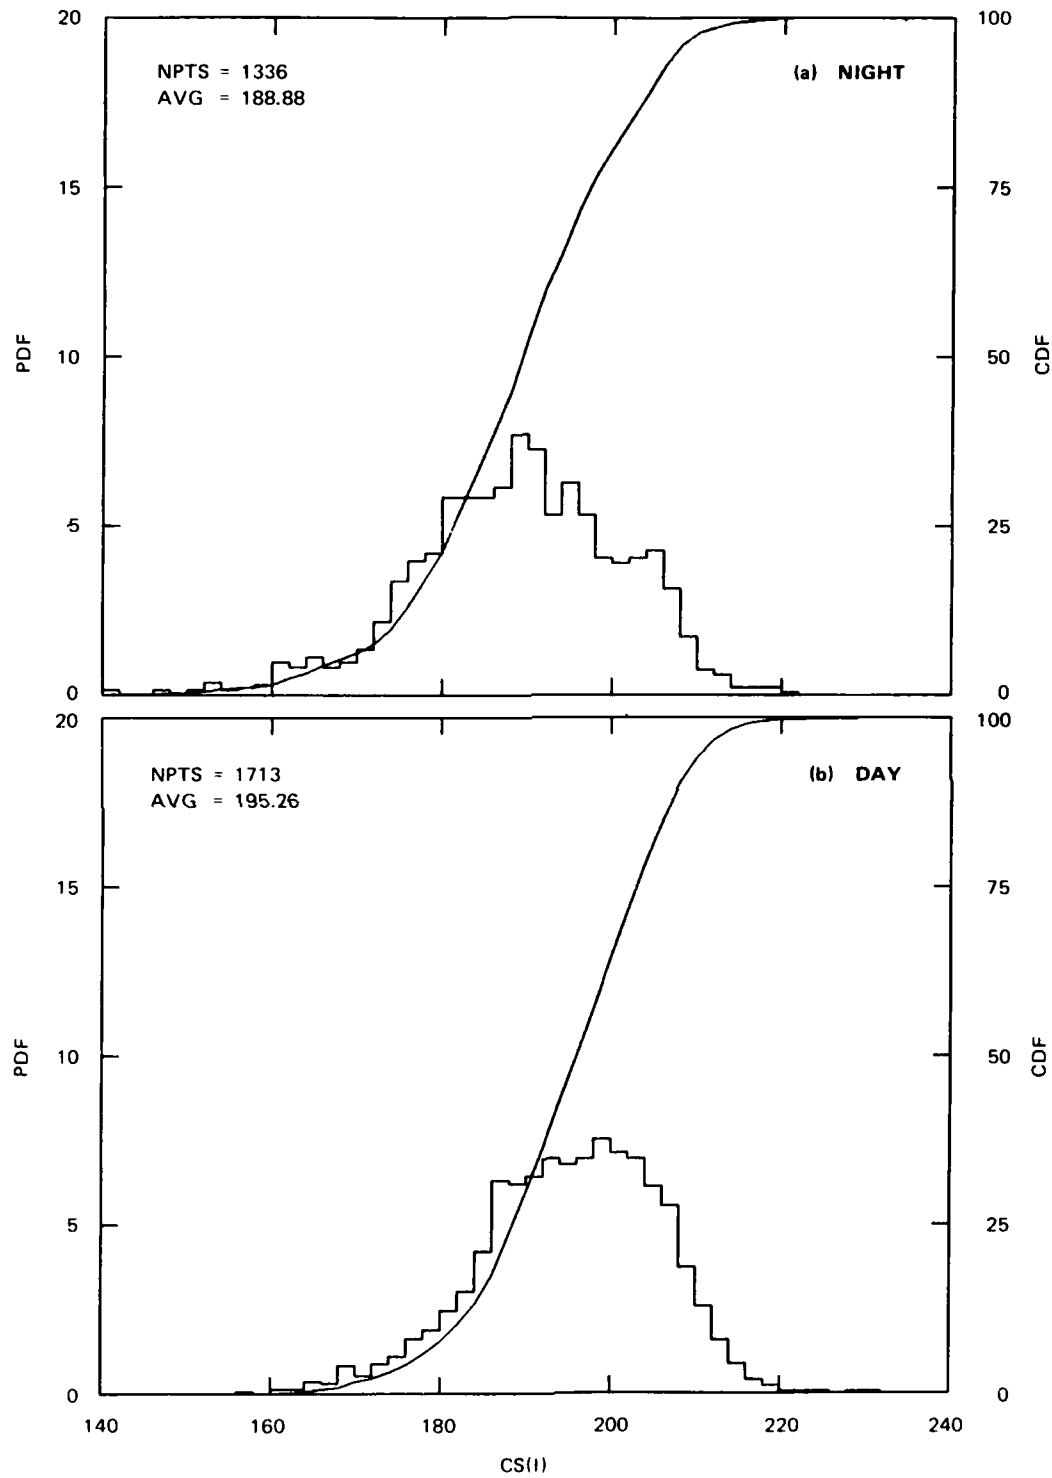 20
15
10
5
0
PDF
NPTS = 1336
AVG = 188.88
(a) NIGHT
100
75
50
25
0
CDF
20
15
10
5
0
PDF
NPTS = 1713
AVG = 195.26
(b) DAY
100
75
50
25
0
CDF
140 160 180 200 220 240
CS(I)